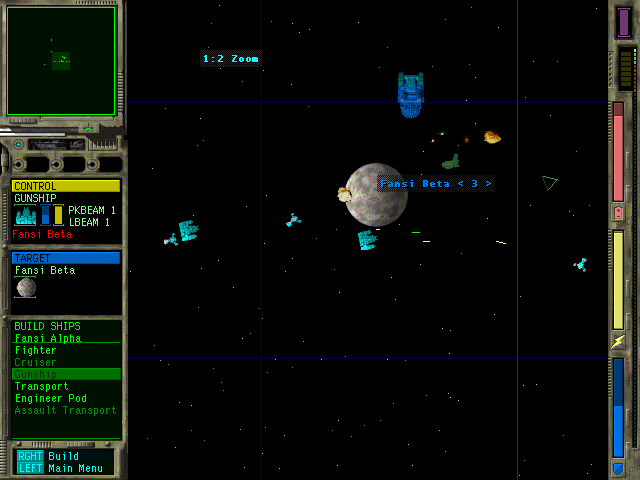 1:2 Zoom
Fansi Beta < 3 >
CONTROL
GUNSHIP
PKBEAM 1
LBEAM 1
Fansi Beta
TARGET
Fansi Beta
BUILD SHIPS
Fansi Alpha
Fighter
Cruiser
Gunship
Transport
Engineer Pod
Assault Transport
RGHT Build
LEFT Main Menu